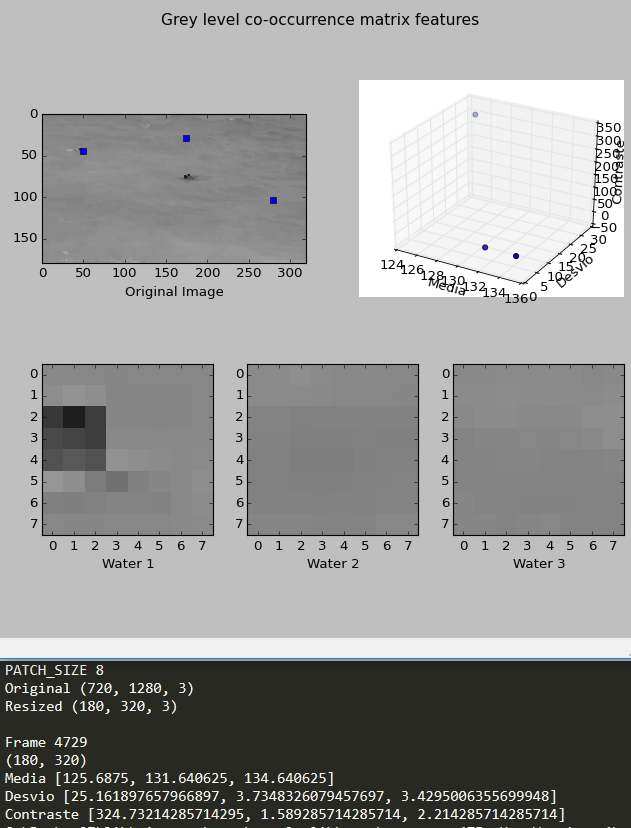 Grey level co-occurrence matrix features
0
50
100
150
0 50 100 150 200 250 300
Original Image
350
300
250
200
150
100
50
0
−50
Contraste
124 126 128 130 132 134 136
Media
0 5 10 15 20 25 30
Desvio
0
1
2
3
4
5
6
7
0 1 2 3 4 5 6 7
Water 1
0
1
2
3
4
5
6
7
0 1 2 3 4 5 6 7
Water 2
0
1
2
3
4
5
6
7
0 1 2 3 4 5 6 7
Water 3
PATCH_SIZE 8
Original (720, 1280, 3)
Resized (180, 320, 3)
Frame 4729
(180, 320)
Media [125.6875, 131.640625, 134.640625]
Desvio [25.161897657966897, 3.7348326079457697, 3.4295006355699948]
Contraste [324.73214285714295, 1.589285714285714, 2.214285714285714]